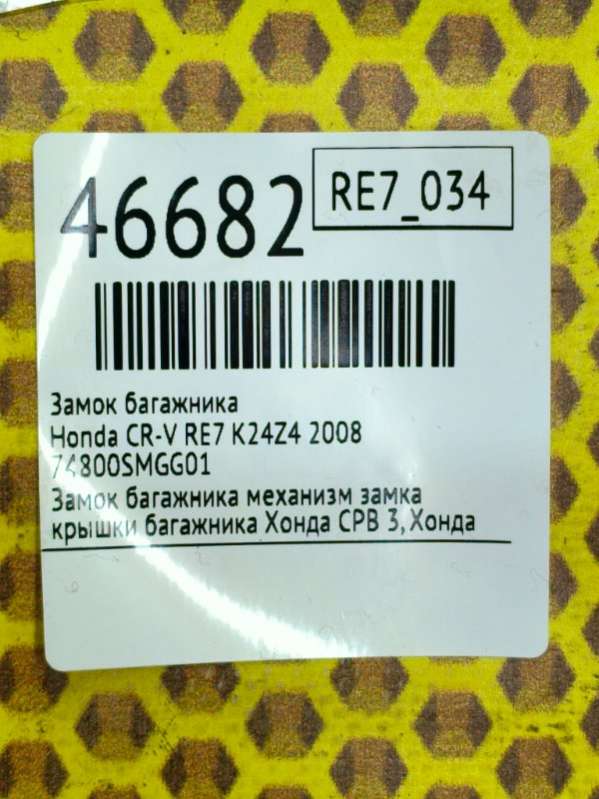 46682
RE7_034
Замок багажника
Honda CR-V RE7 K24Z4 2008
74800SMGG01
Замок багажника механизм замка
крышки багажника Хонда СРВ 3, Хонда